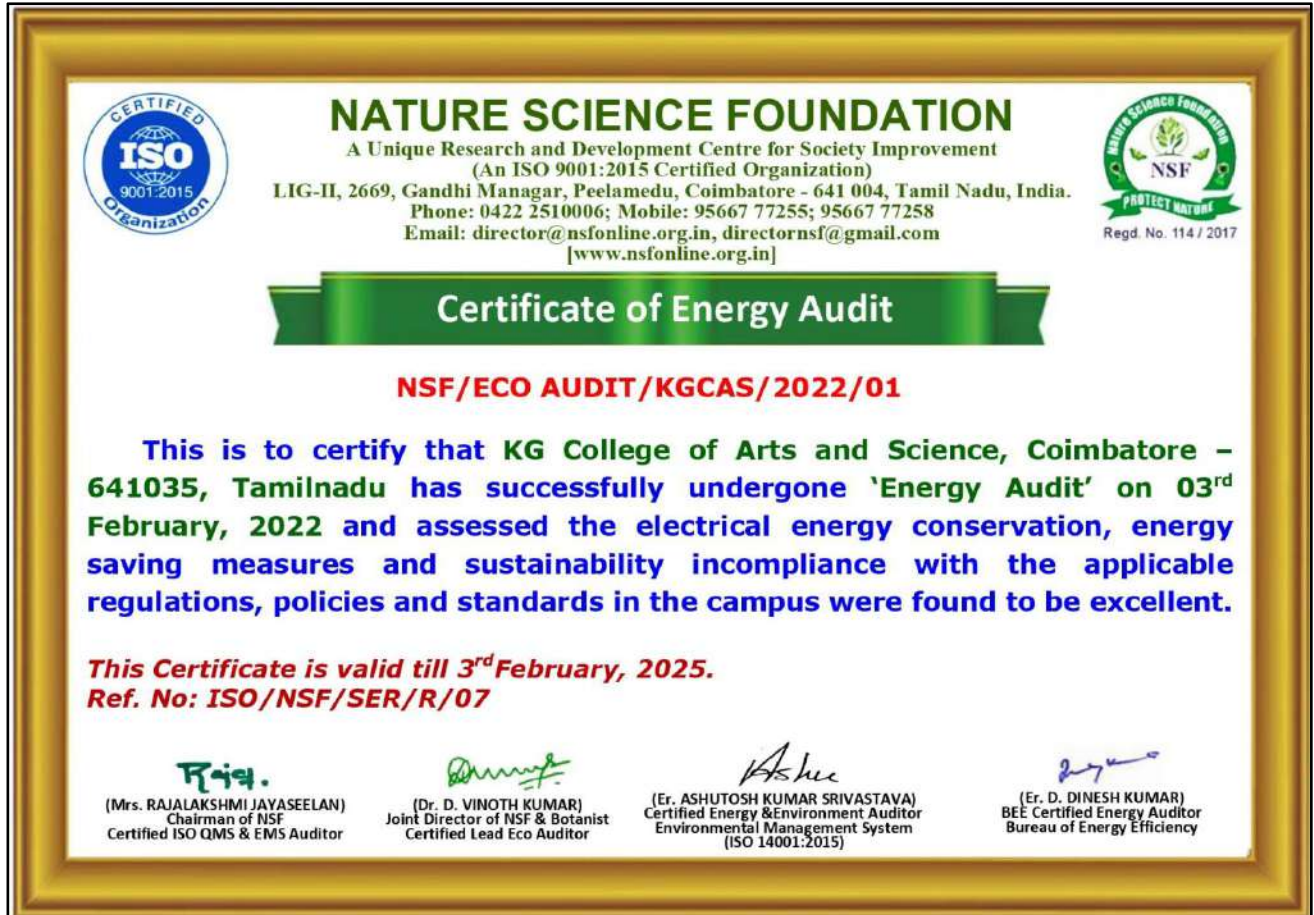 CERTIFIED
ISO
9001:2015
Organization
NATURE SCIENCE FOUNDATION
A Unique Research and Development Centre for Society Improvement
(An ISO 9001:2015 Certified Organization)
LIG-II, 2669, Gandhi Managar, Peelamedu, Coimbatore - 641 004, Tamil Nadu, India.
Phone: 0422 2510006; Mobile: 95667 77255; 95667 77258
Email: director@nsfonline.org.in, directornsf@gmail.com
[www.nsfonline.org.in]
Nature Science Foundation
NSF
PROTECT NATURE
Regd. No. 114 / 2017
Certificate of Energy Audit
NSF/ECO AUDIT/KGCAS/2022/01
This is to certify that KG College of Arts and Science, Coimbatore –
641035, Tamilnadu has successfully undergone ‘Energy Audit’ on 03rd
February, 2022 and assessed the electrical energy conservation, energy
saving measures and sustainability incompliance with the applicable
regulations, policies and standards in the campus were found to be excellent.
This Certificate is valid till 3rdFebruary, 2025.
Ref. No: ISO/NSF/SER/R/07
(Mrs. RAJALAKSHMI JAYASEELAN)
Chairman of NSF
Certified ISO QMS & EMS Auditor
(Dr. D. VINOTH KUMAR)
Joint Director of NSF & Botanist
Certified Lead Eco Auditor
(Er. ASHUTOSH KUMAR SRIVASTAVA)
Certified Energy &Environment Auditor
Environmental Management System
(ISO 14001:2015)
(Er. D. DINESH KUMAR)
BEE Certified Energy Auditor
Bureau of Energy Efficiency